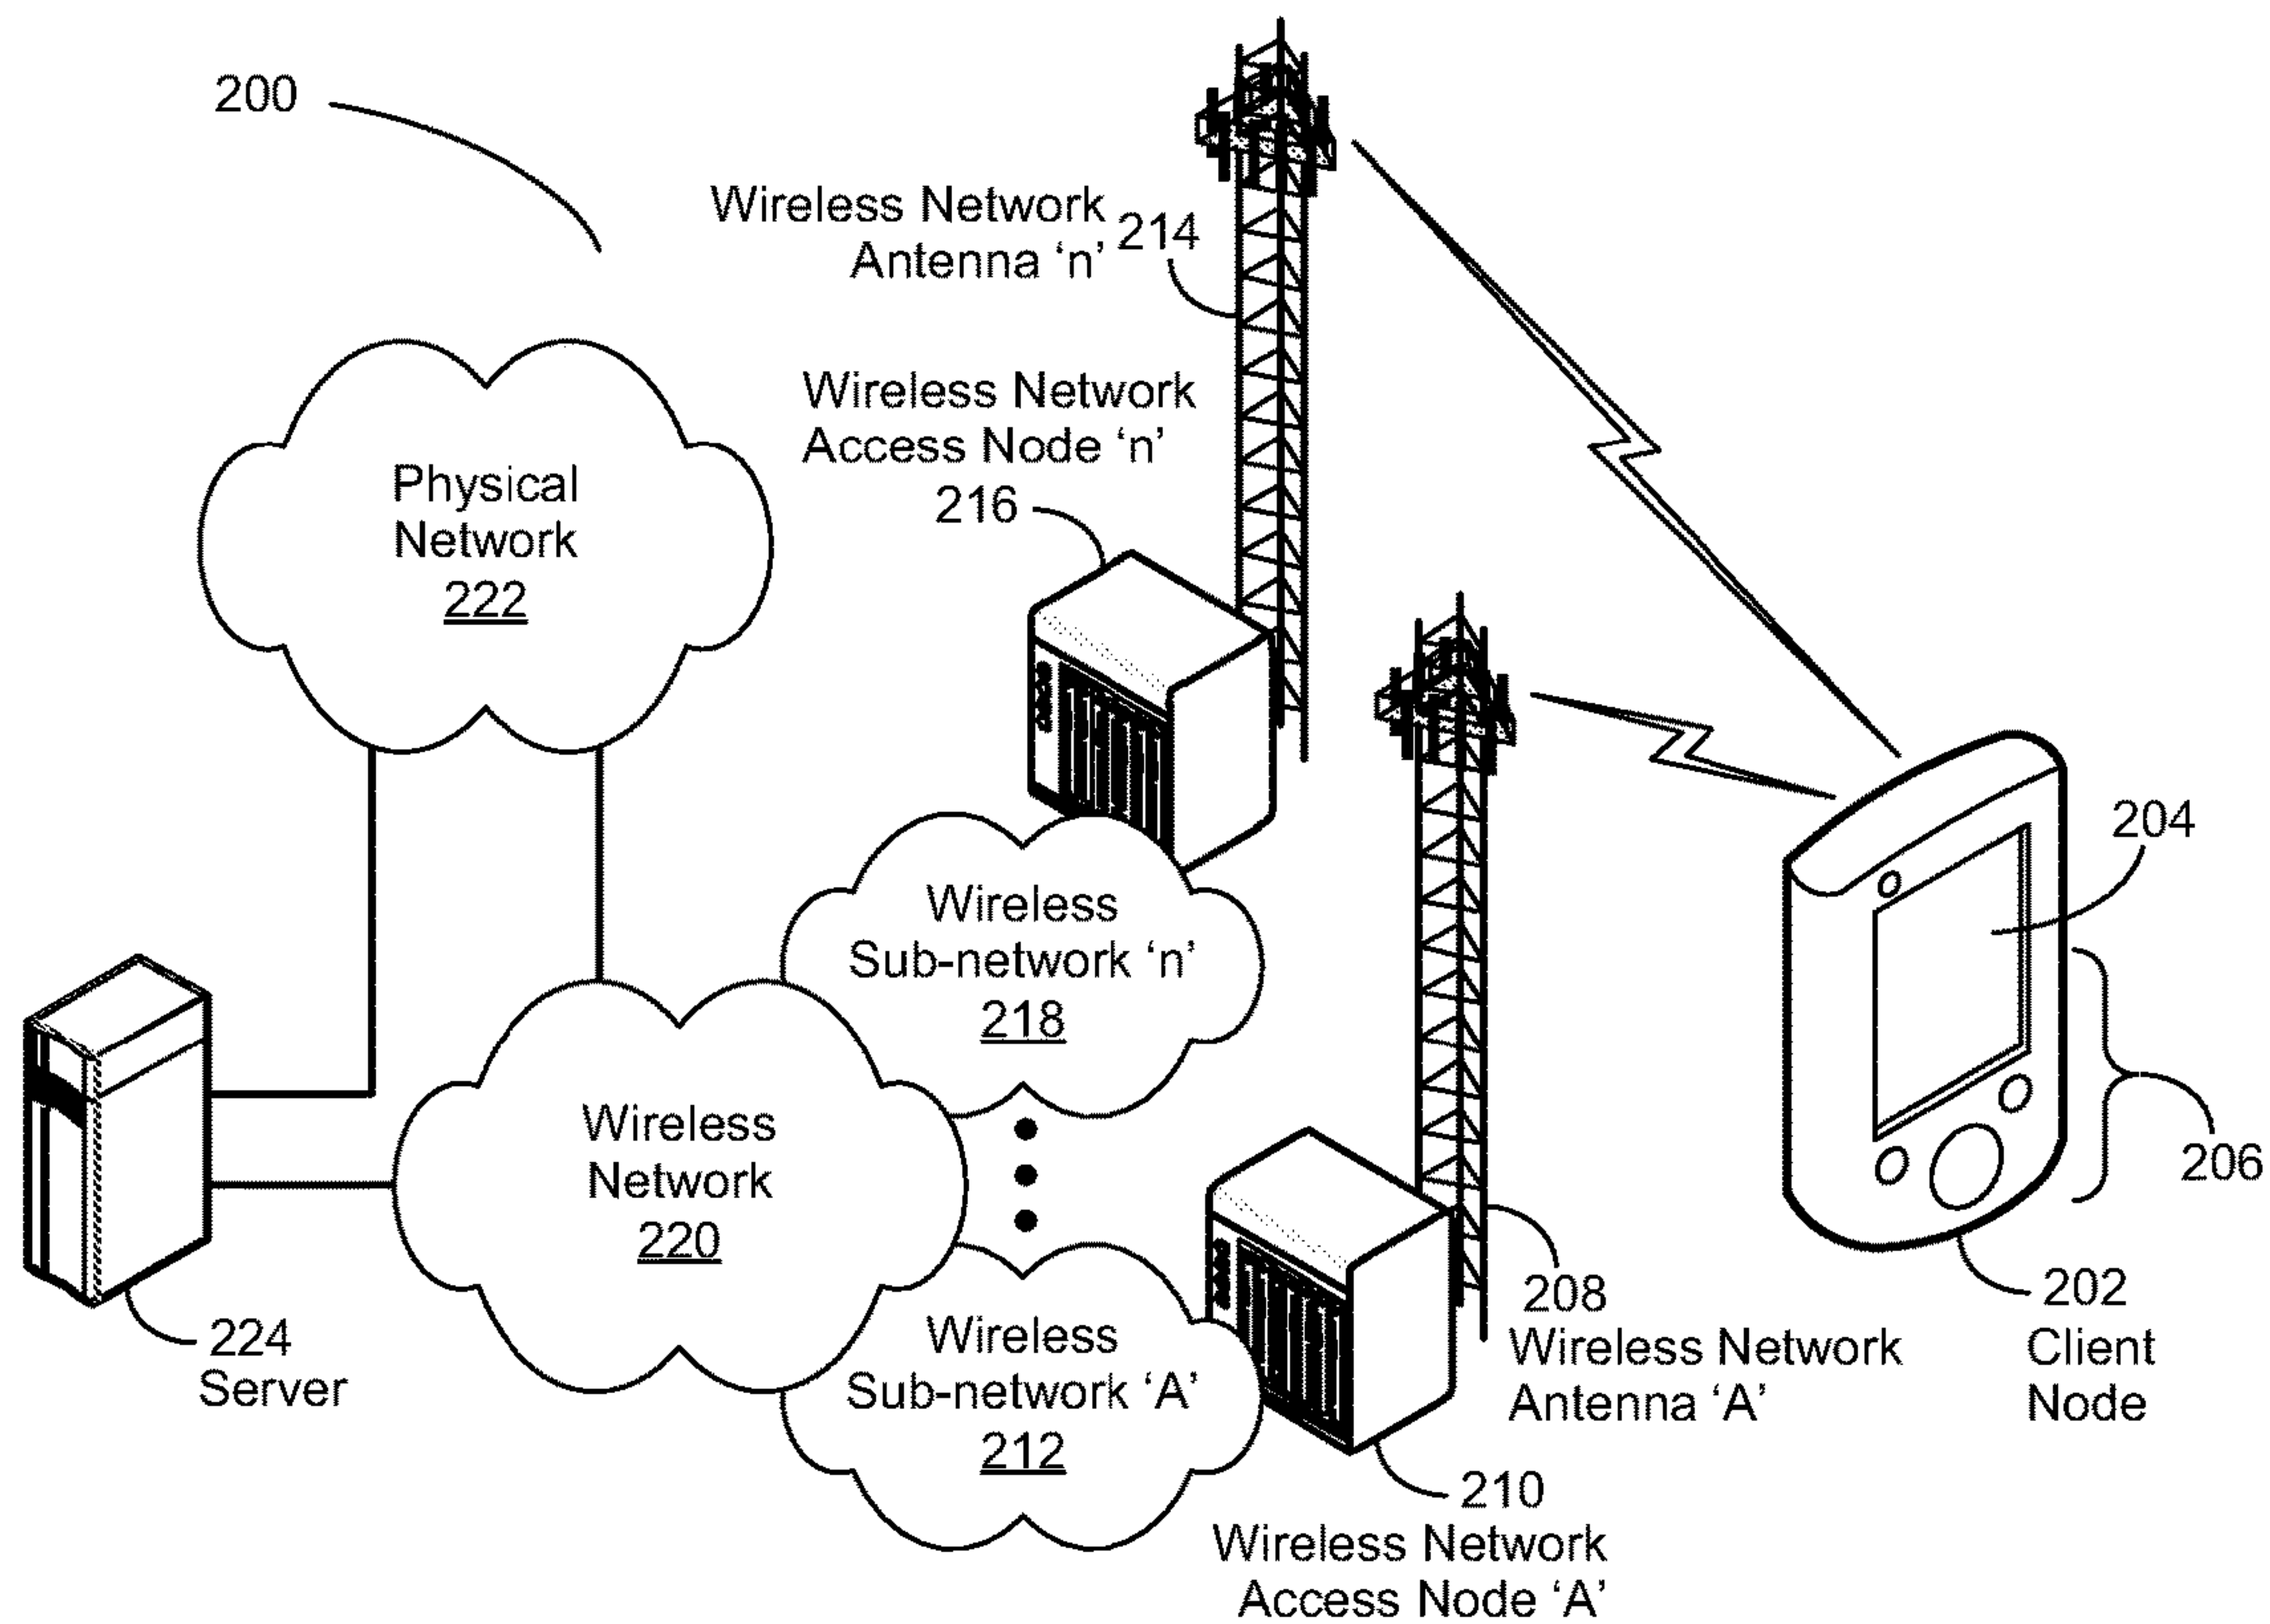 200
Wireless Network
Antenna ‘n’
214
Wireless Network
Access Node ‘n’
216
Physical
Network
222
204
Wireless
Sub-network ‘n’
218
206
Wireless
Network
220
202
Client
Node
208
Wireless Network
Antenna ‘A’
224
Server
Wireless
Sub-network ‘A’
212
210
Wireless Network
Access Node ‘A’